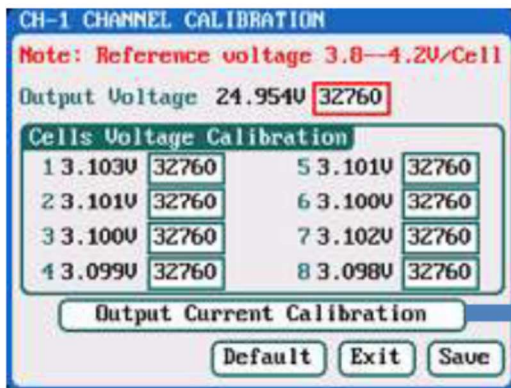 CH-1 CHANNEL CALIBRATION
Note: Reference voltage 3.8--4.2V/Cell
Output Voltage 24.954V 32760
Cells Voltage Calibration
1 3.103V 32760 5 3.101V 32760
2 3.101V 32760 6 3.100V 32760
3 3.100V 32760 7 3.102V 32760
4 3.099V 32760 8 3.098V 32760
Output Current Calibration
Default Exit Save